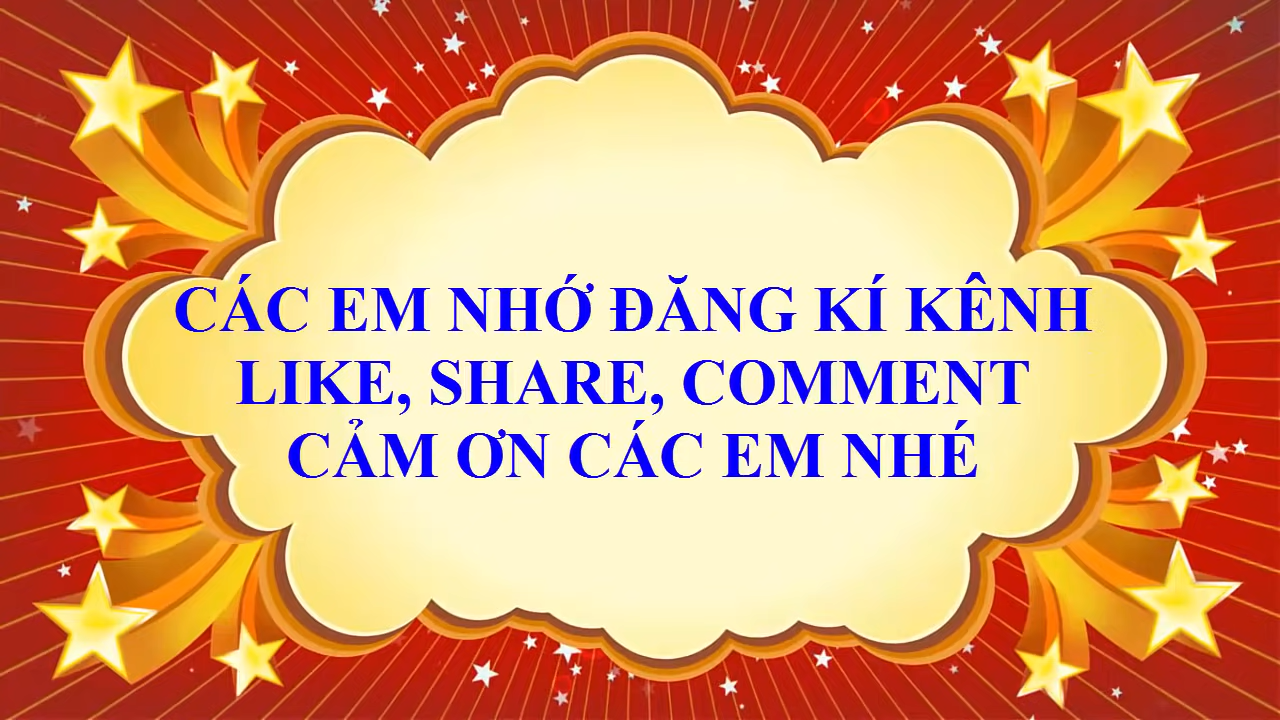 CÁC EM NHỚ ĐĂNG KÍ KÊNH
LIKE, SHARE, COMMENT
CẢM ƠN CÁC EM NHÉ